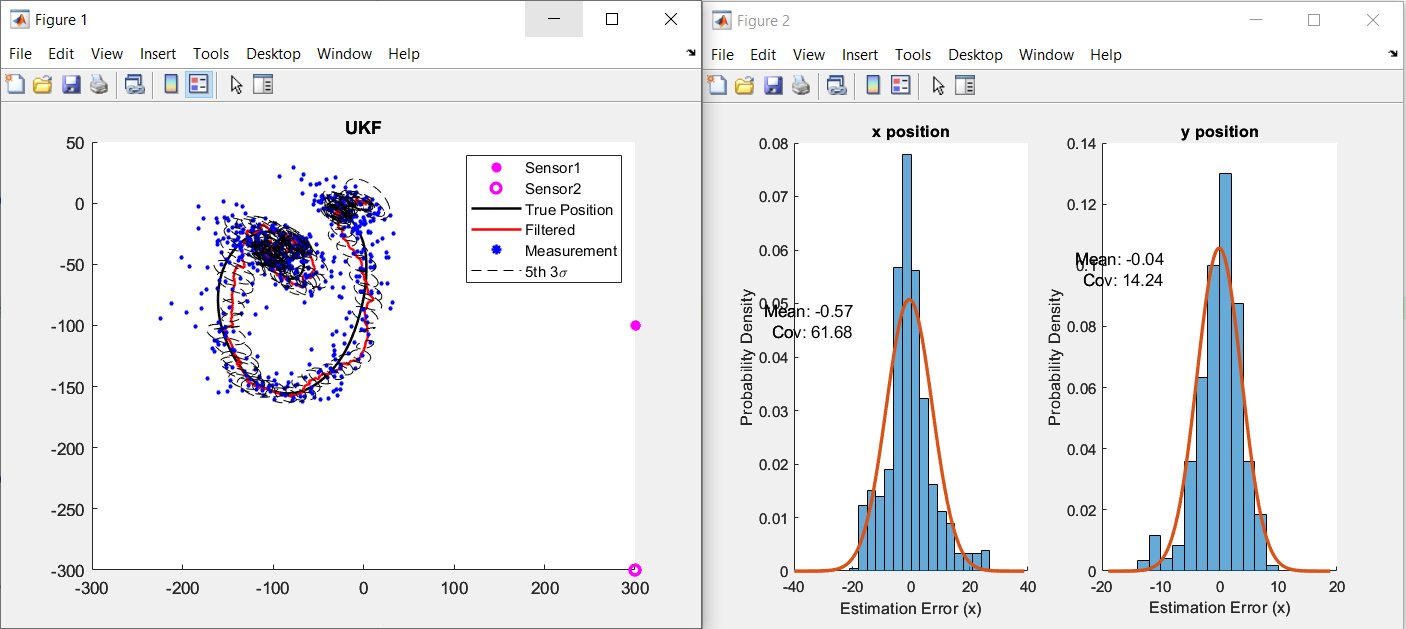 Figure 1
File Edit View Insert Tools Desktop Window Help
UKF
50
0
-50
-100
-150
-200
-250
-300
-300 -200 -100 0 100 200 300
Sensor1
Sensor2
True Position
Filtered
Measurement
5th 3σ
Figure 2
File Edit View Insert Tools Desktop Window Help
x position
Probability Density
0.08
0.07
0.06
0.05
0.04
0.03
0.02
0.01
0
Mean: -0.57
Cov: 61.68
-40 -20 0 20 40
Estimation Error (x)
y position
Probability Density
0.14
0.12
0.1
0.08
0.06
0.04
0.02
0
Mean: -0.04
Cov: 14.24
-20 -10 0 10 20
Estimation Error (x)